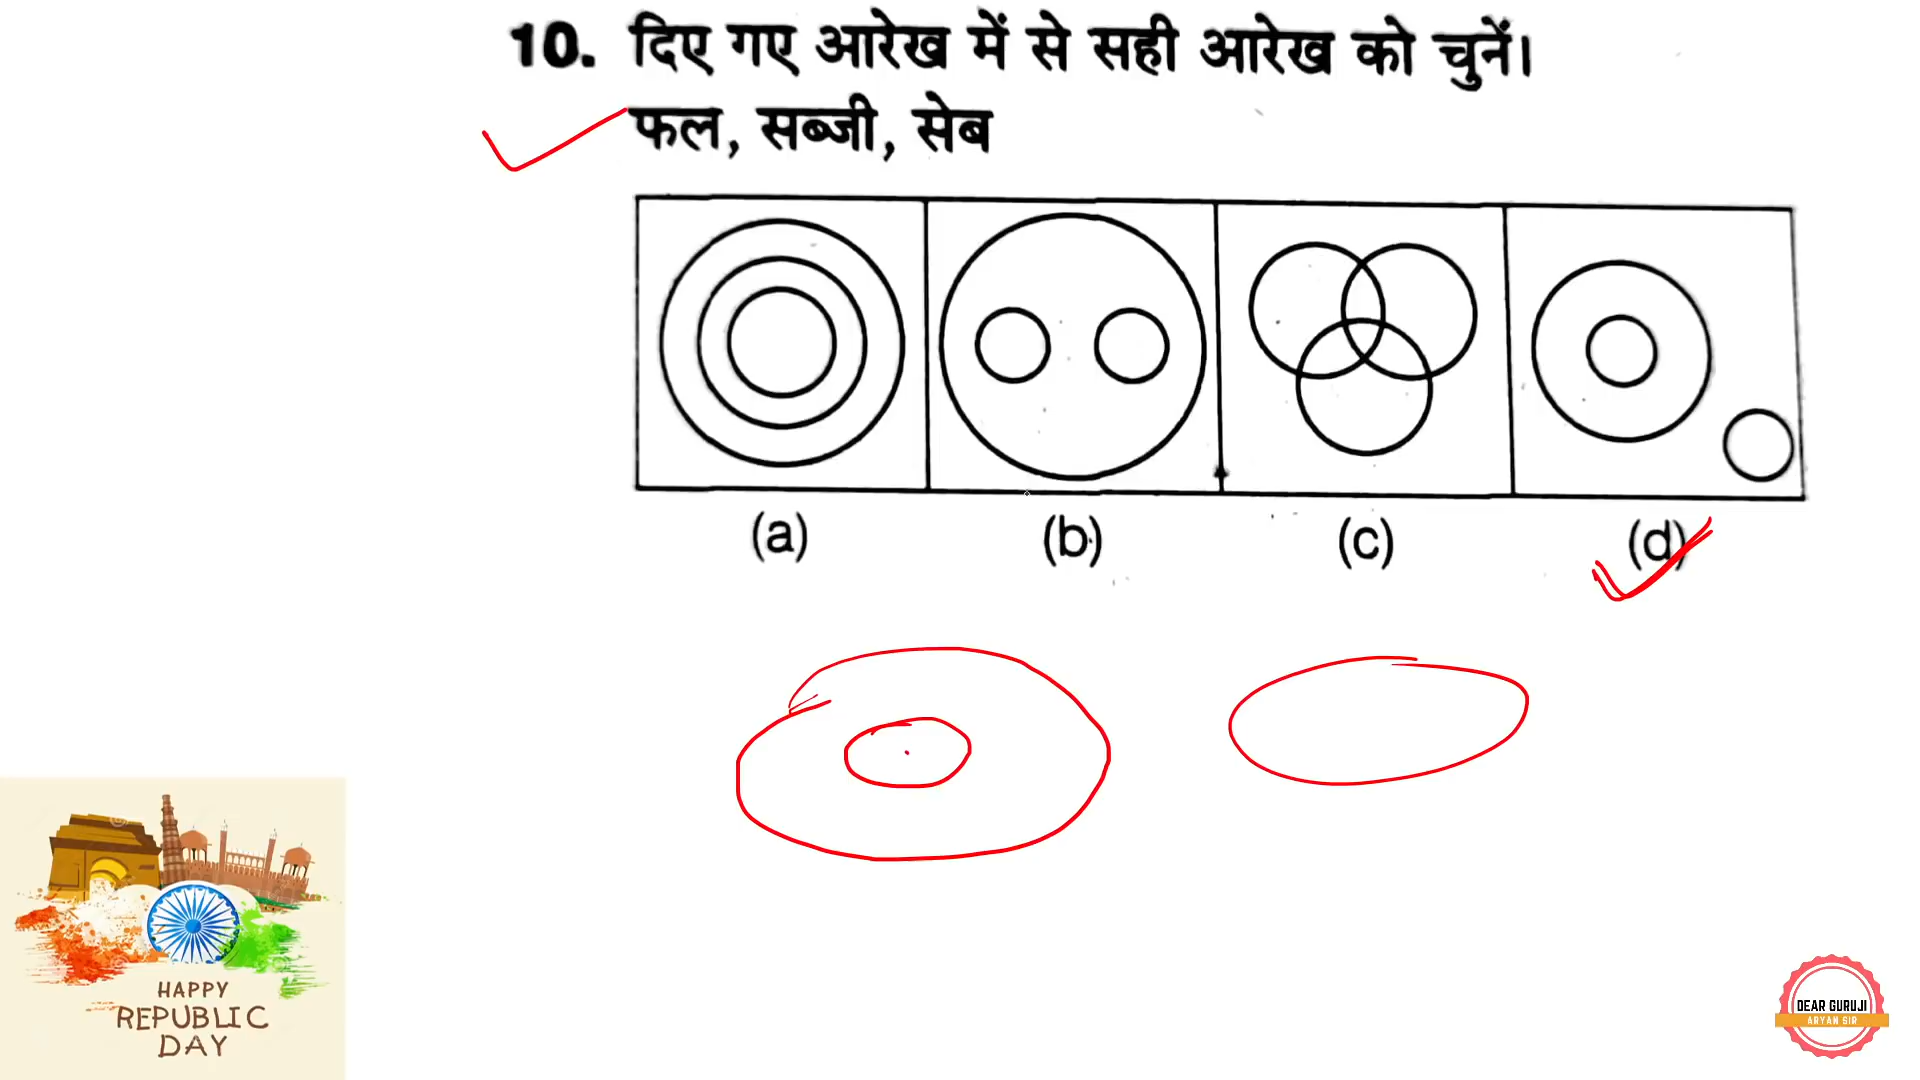 10. दिए गए आरेख में से सही आरेख को चुनें।
फल, सब्जी, सेब
(a) (b) (c) (d)
HAPPY
REPUBLIC
DAY
DEAR GURUJI
ARYAN SIR